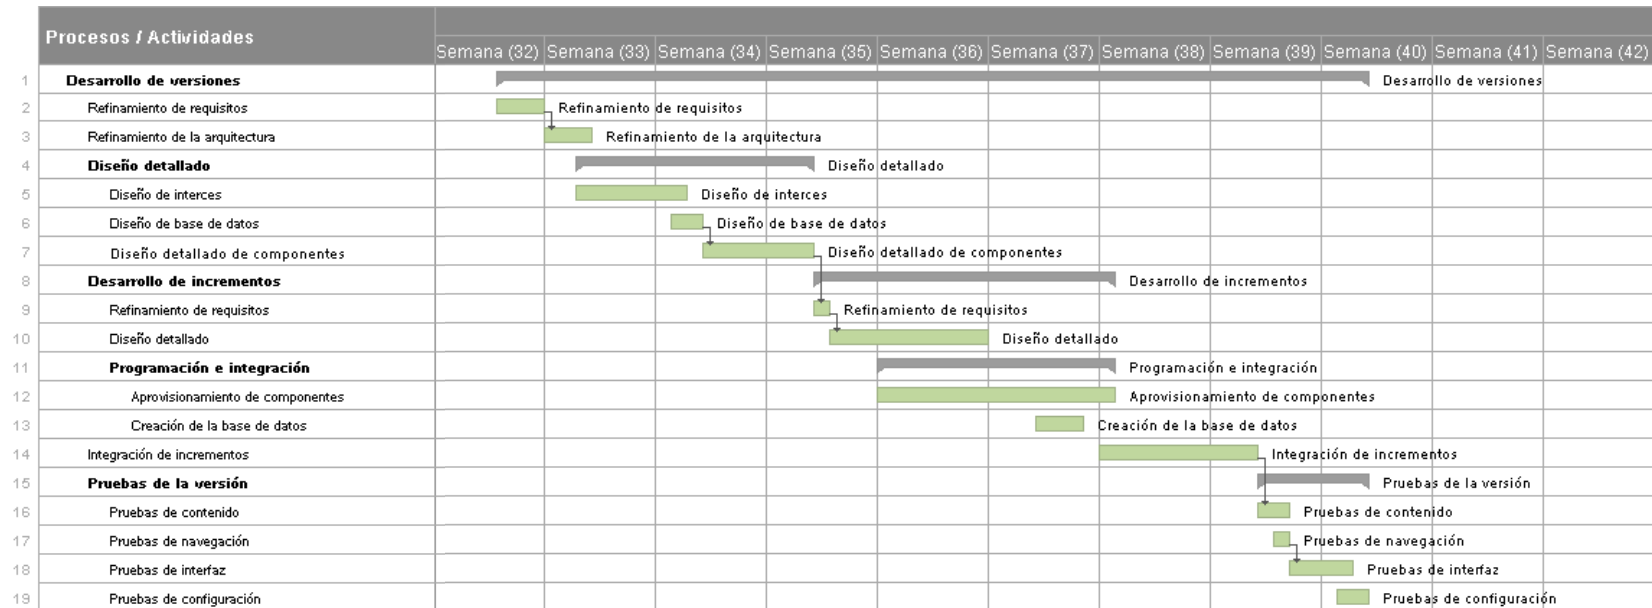 Procesos / Actividades
Semana (32) Semana (33) Semana (34) Semana (35) Semana (36) Semana (37) Semana (38) Semana (39) Semana (40) Semana (41) Semana (42)
1 Desarrollo de versiones Desarrollo de versiones
2 Refinamiento de requisitos Refinamiento de requisitos
3 Refinamiento de la arquitectura Refinamiento de la arquitectura
4 Diseño detallado Diseño detallado
5 Diseño de interces Diseño de interces
6 Diseño de base de datos Diseño de base de datos
7 Diseño detallado de componentes Diseño detallado de componentes
8 Desarrollo de incrementos Desarrollo de incrementos
9 Refinamiento de requisitos Refinamiento de requisitos
10 Diseño detallado Diseño detallado
11 Programación e integración Programación e integración
12 Aprovisionamiento de componentes Aprovisionamiento de componentes
13 Creación de la base de datos Creación de la base de datos
14 Integración de incrementos Integración de incrementos
15 Pruebas de la versión Pruebas de la versión
16 Pruebas de contenido Pruebas de contenido
17 Pruebas de navegación Pruebas de navegación
18 Pruebas de interfaz Pruebas de interfaz
19 Pruebas de configuración Pruebas de configuración